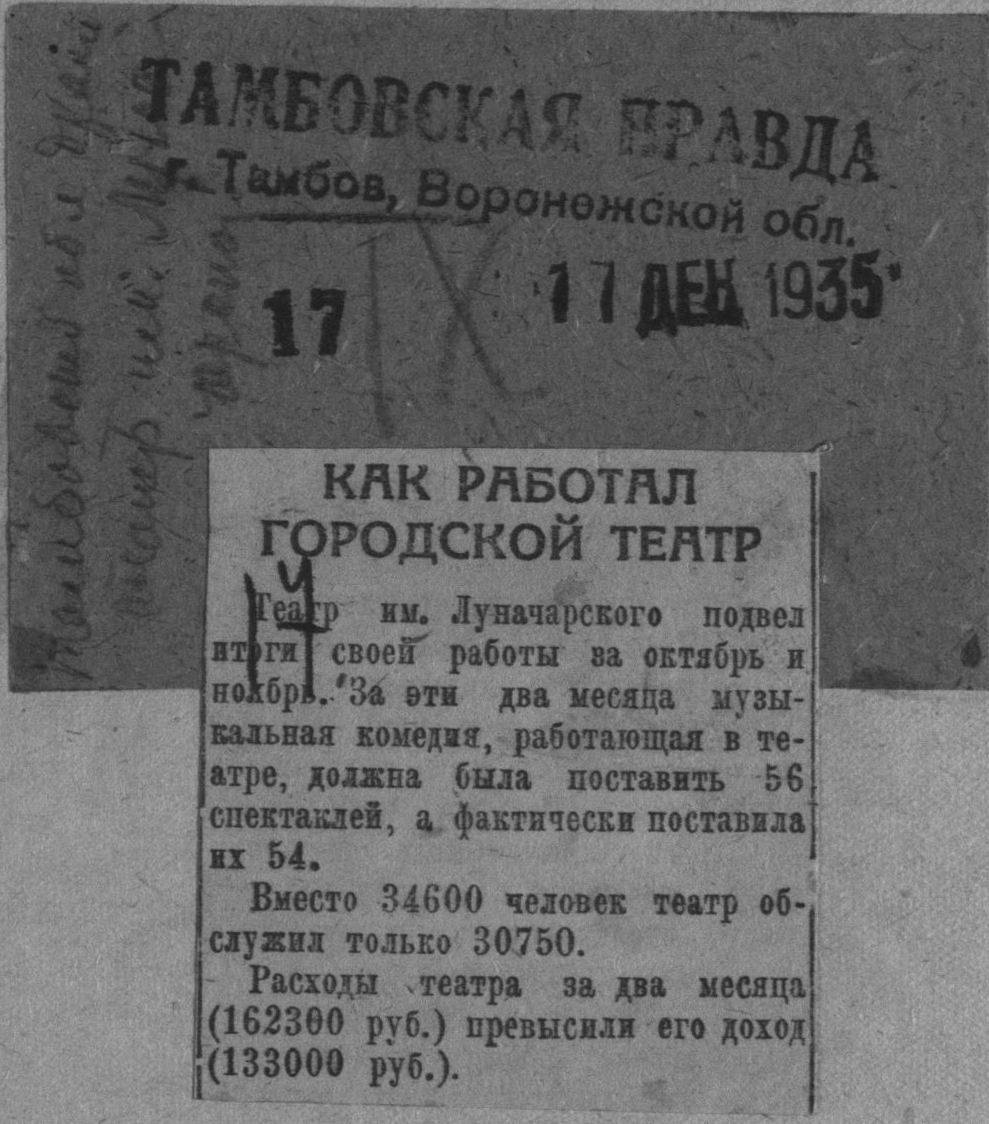 ТАМБОВСКАЯ ПРАВДА
г. Тамбов, Воронежской обл.
17
17 ДЕК 1935
КАК РАБОТАЛ
ГОРОДСКОЙ ТЕАТР
Театр им. Луначарского подвел
итоги своей работы за октябрь и
ноябрь. За эти два месяца музы-
кальная комедия, работающая в те-
атре, должна была поставить 56
спектаклей, а фактически поставила
их 54.
Вместо 34600 человек театр об-
служил только 30750.
Расходы театра за два месяца
(162300 руб.) превысили его доход
(133000 руб.).